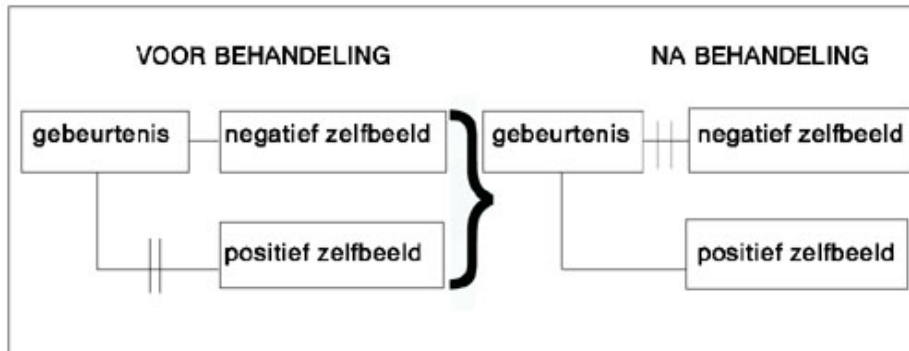 VOOR BEHANDELING
NA BEHANDELING
gebeurtenis
negatief zelfbeeld
gebeurtenis
negatief zelfbeeld
positief zelfbeeld
positief zelfbeeld